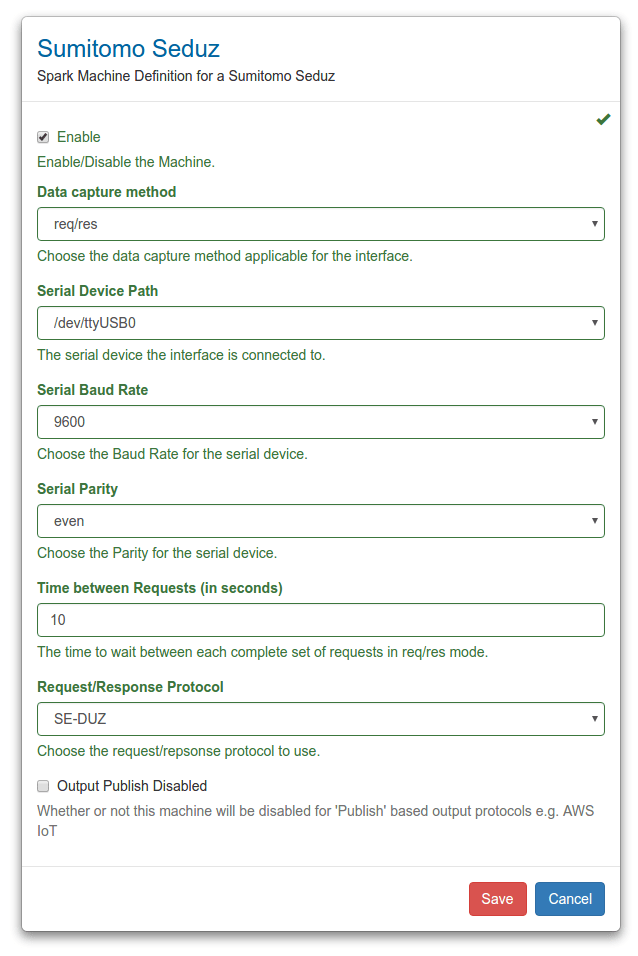 Sumitomo Seduz
Spark Machine Definition for a Sumitomo Seduz
Enable
Enable/Disable the Machine.
Data capture method
req/res
Choose the data capture method applicable for the interface.
Serial Device Path
/dev/ttyUSB0
The serial device the interface is connected to.
Serial Baud Rate
9600
Choose the Baud Rate for the serial device.
Serial Parity
even
Choose the Parity for the serial device.
Time between Requests (in seconds)
10
The time to wait between each complete set of requests in req/res mode.
Request/Response Protocol
SE-DUZ
Choose the request/repsonse protocol to use.
Output Publish Disabled
Whether or not this machine will be disabled for 'Publish' based output protocols e.g. AWS
IoT
Save Cancel